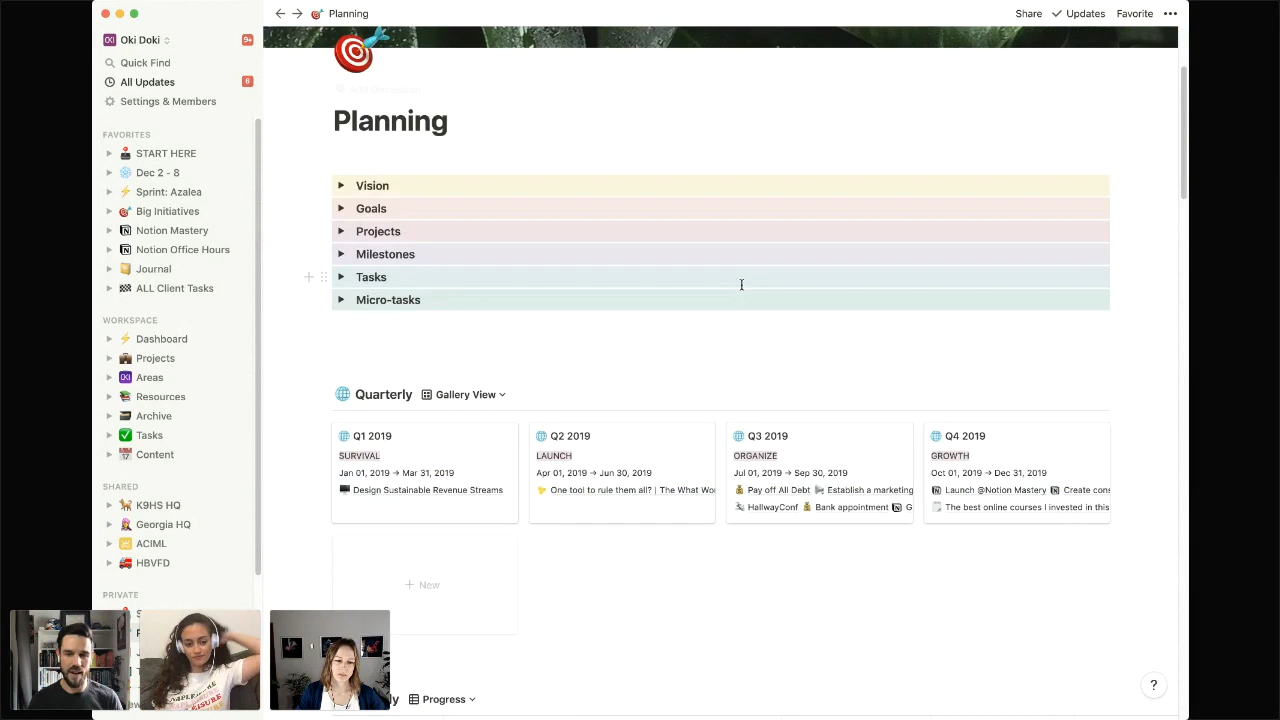 Planning
Share
Updates
Favorite
OKI Oki Doki
9+
Quick Find
All Updates
6
Settings & Members
FAVORITES
START HERE
Dec 2 - 8
Sprint: Azalea
Big Initiatives
Notion Mastery
Notion Office Hours
Journal
ALL Client Tasks
WORKSPACE
Dashboard
Projects
OKI Areas
Resources
Archive
Tasks
Content
SHARED
K9HS HQ
Georgia HQ
ACIML
HBVFD
PRIVATE
Planning
Vision
Goals
Projects
Milestones
Tasks
Micro-tasks
Quarterly
Gallery View
Q1 2019
SURVIVAL
Jan 01, 2019 → Mar 31, 2019
Design Sustainable Revenue Streams
Q2 2019
LAUNCH
Apr 01, 2019 → Jun 30, 2019
One tool to rule them all? | The What Wo
Q3 2019
ORGANIZE
Jul 01, 2019 → Sep 30, 2019
Pay off All Debt Establish a marketing
HallwayConf Bank appointment G
Q4 2019
GROWTH
Oct 01, 2019 → Dec 31, 2019
Launch @Notion Mastery Create cons
The best online courses I invested in this
+ New
Progress
?